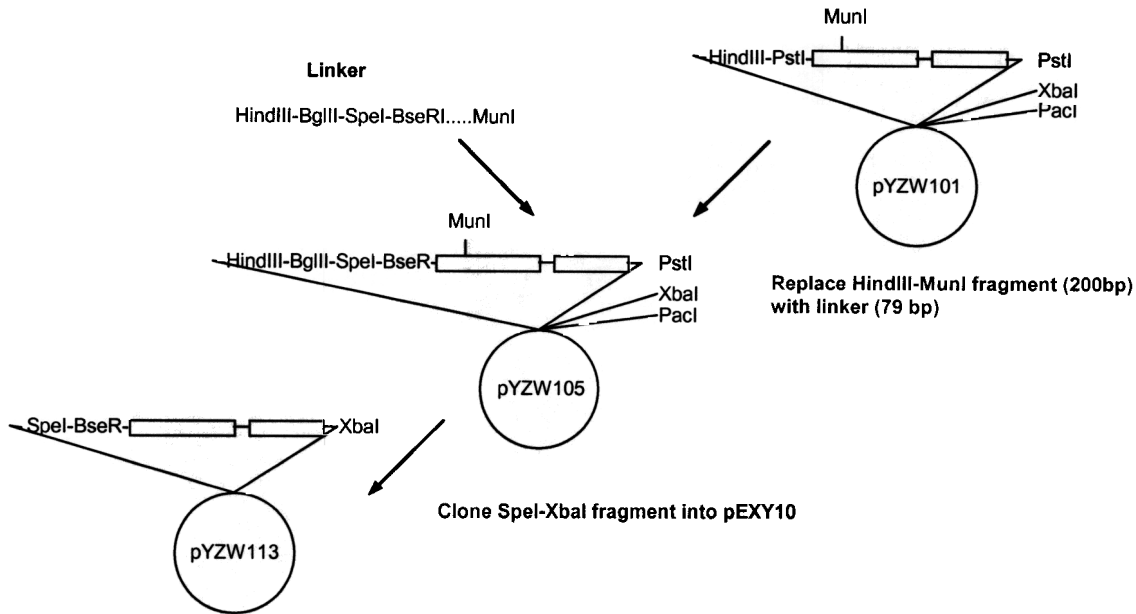 MunI
HindIII-PstI
PstI
XbaI
PacI
pYZW101
Linker
HindIII-BglII-SpeI-BseRI.....MunI
MunI
HindIII-BglII-SpeI-BseR
PstI
XbaI
PacI
pYZW105
Replace HindIII-MunI fragment (200bp)
with linker (79 bp)
SpeI-BseR
XbaI
pYZW113
Clone SpeI-XbaI fragment into pEXY10